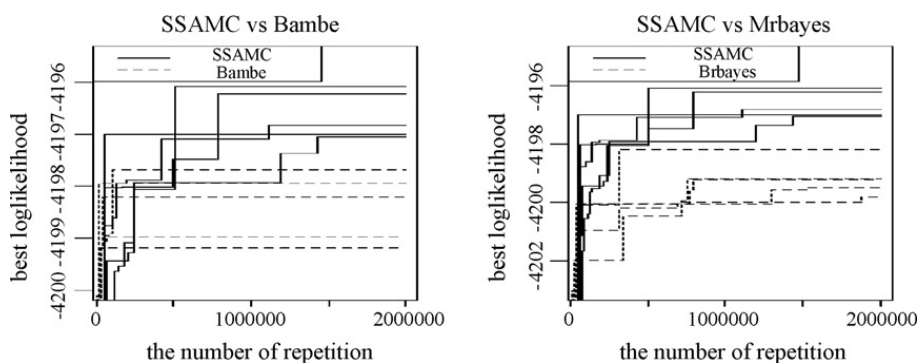 SSAMC vs Bambe
SSAMC
Bambe
best loglikelihood
-4196
-4197
-4198
-4199
-4200
0
1000000
2000000
the number of repetition
SSAMC vs Mrbayes
SSAMC
Brbayes
best loglikelihood
-4196
-4198
-4200
-4202
0
1000000
2000000
the number of repetition